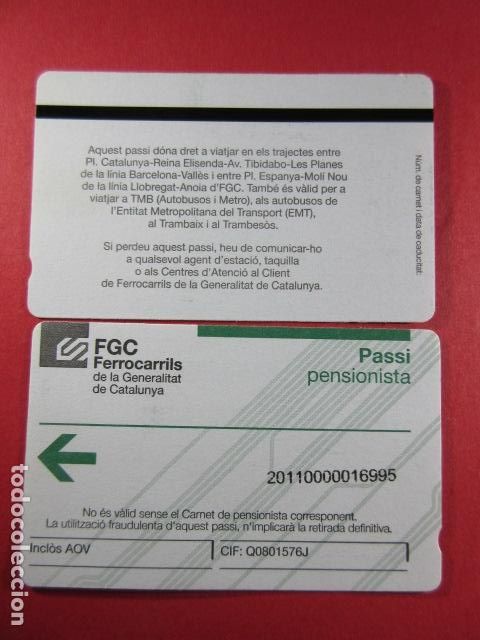 Aquest passi dóna dret a viatjar en els trajectes entre
Pl. Catalunya-Reina Elisenda-Av. Tibidabo-Les Planes
de la línia Barcelona-Vallès i entre Pl. Espanya-Molí Nou
de la línia Llobregat-Anoia d'FGC. També és vàlid per a
viatjar a TMB (Autobusos i Metro), als autobusos de
l'Entitat Metropolitana del Transport (EMT),
al Trambaix i al Trambesòs.
Si perdeu aquest passi, heu de comunicar-ho
a qualsevol agent d'estació, taquilla
o als Centres d'Atenció al Client
de Ferrocarrils de la Generalitat de Catalunya.
Núm. de carnet i data de caducitat:
FGC
Ferrocarrils
de la Generalitat
de Catalunya
Passi
pensionista
20110000016995
No és vàlid sense el Carnet de pensionista corresponent.
La utilització fraudulenta d'aquest passi, n'implicarà la retirada definitiva.
Inclòs AOV
CIF: Q0801576J
todocoleccion